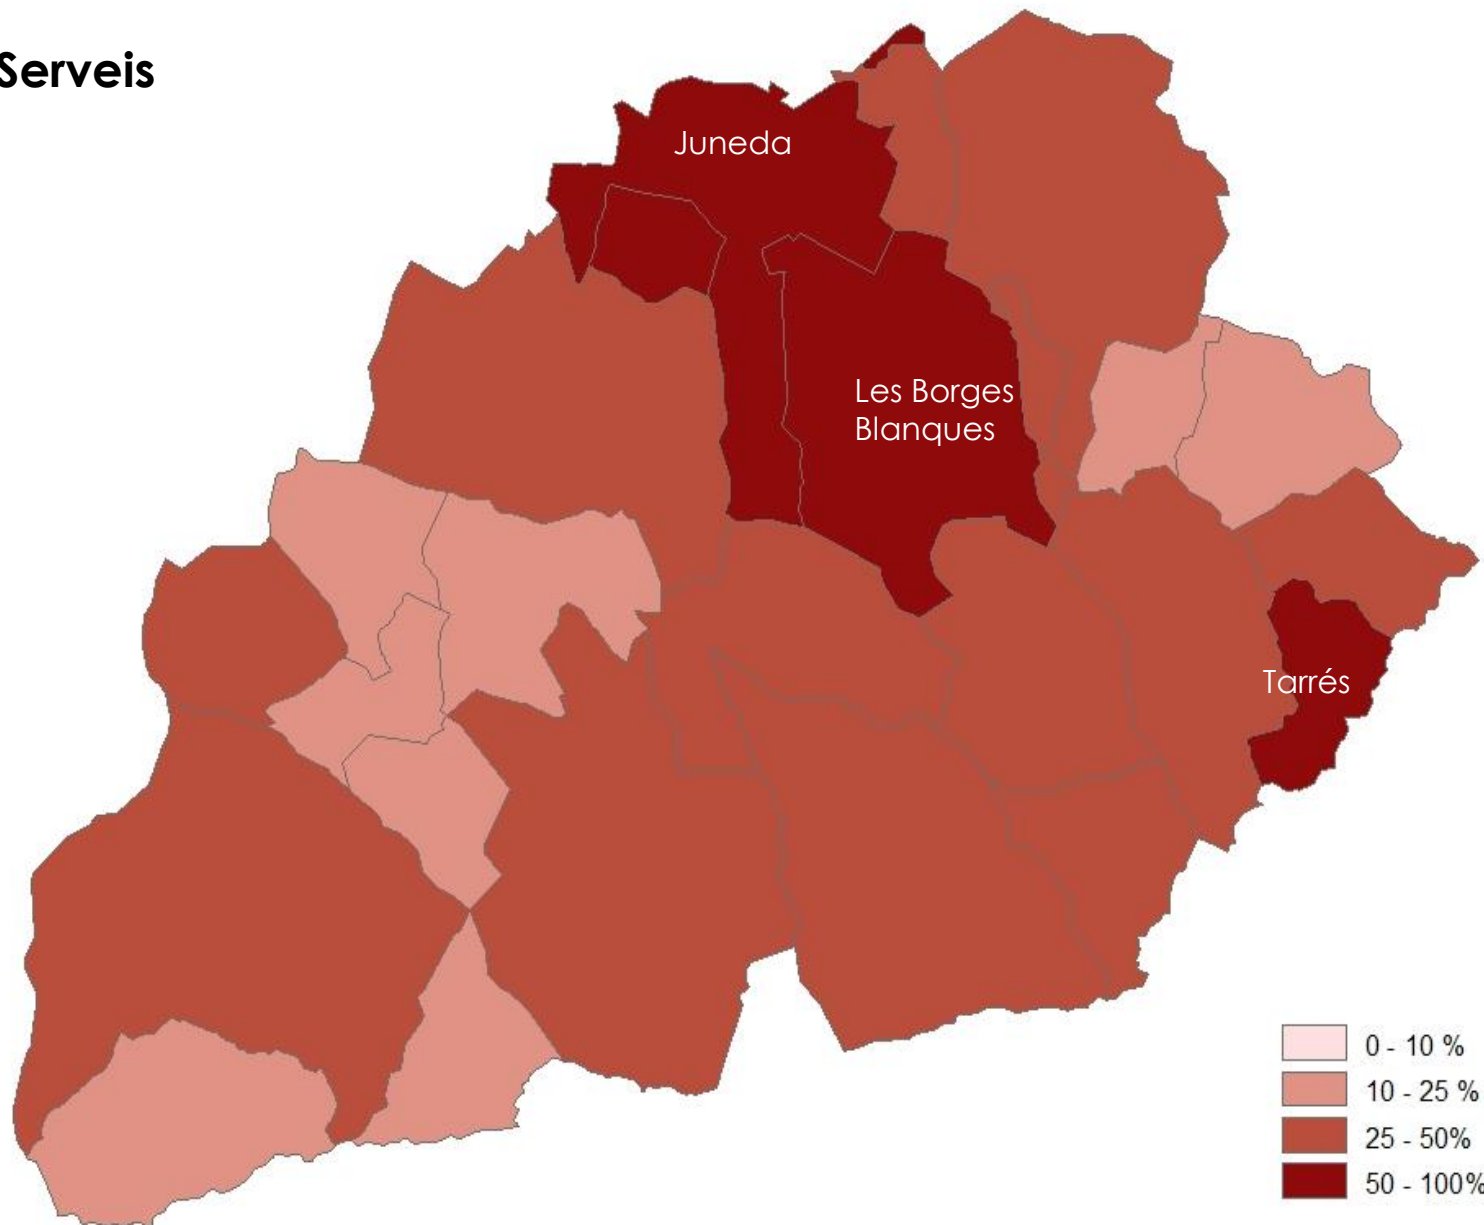 Serveis
Juneda
Les Borges
Blanques
Tarrés
0 - 10 %
10 - 25 %
25 - 50%
50 - 100%